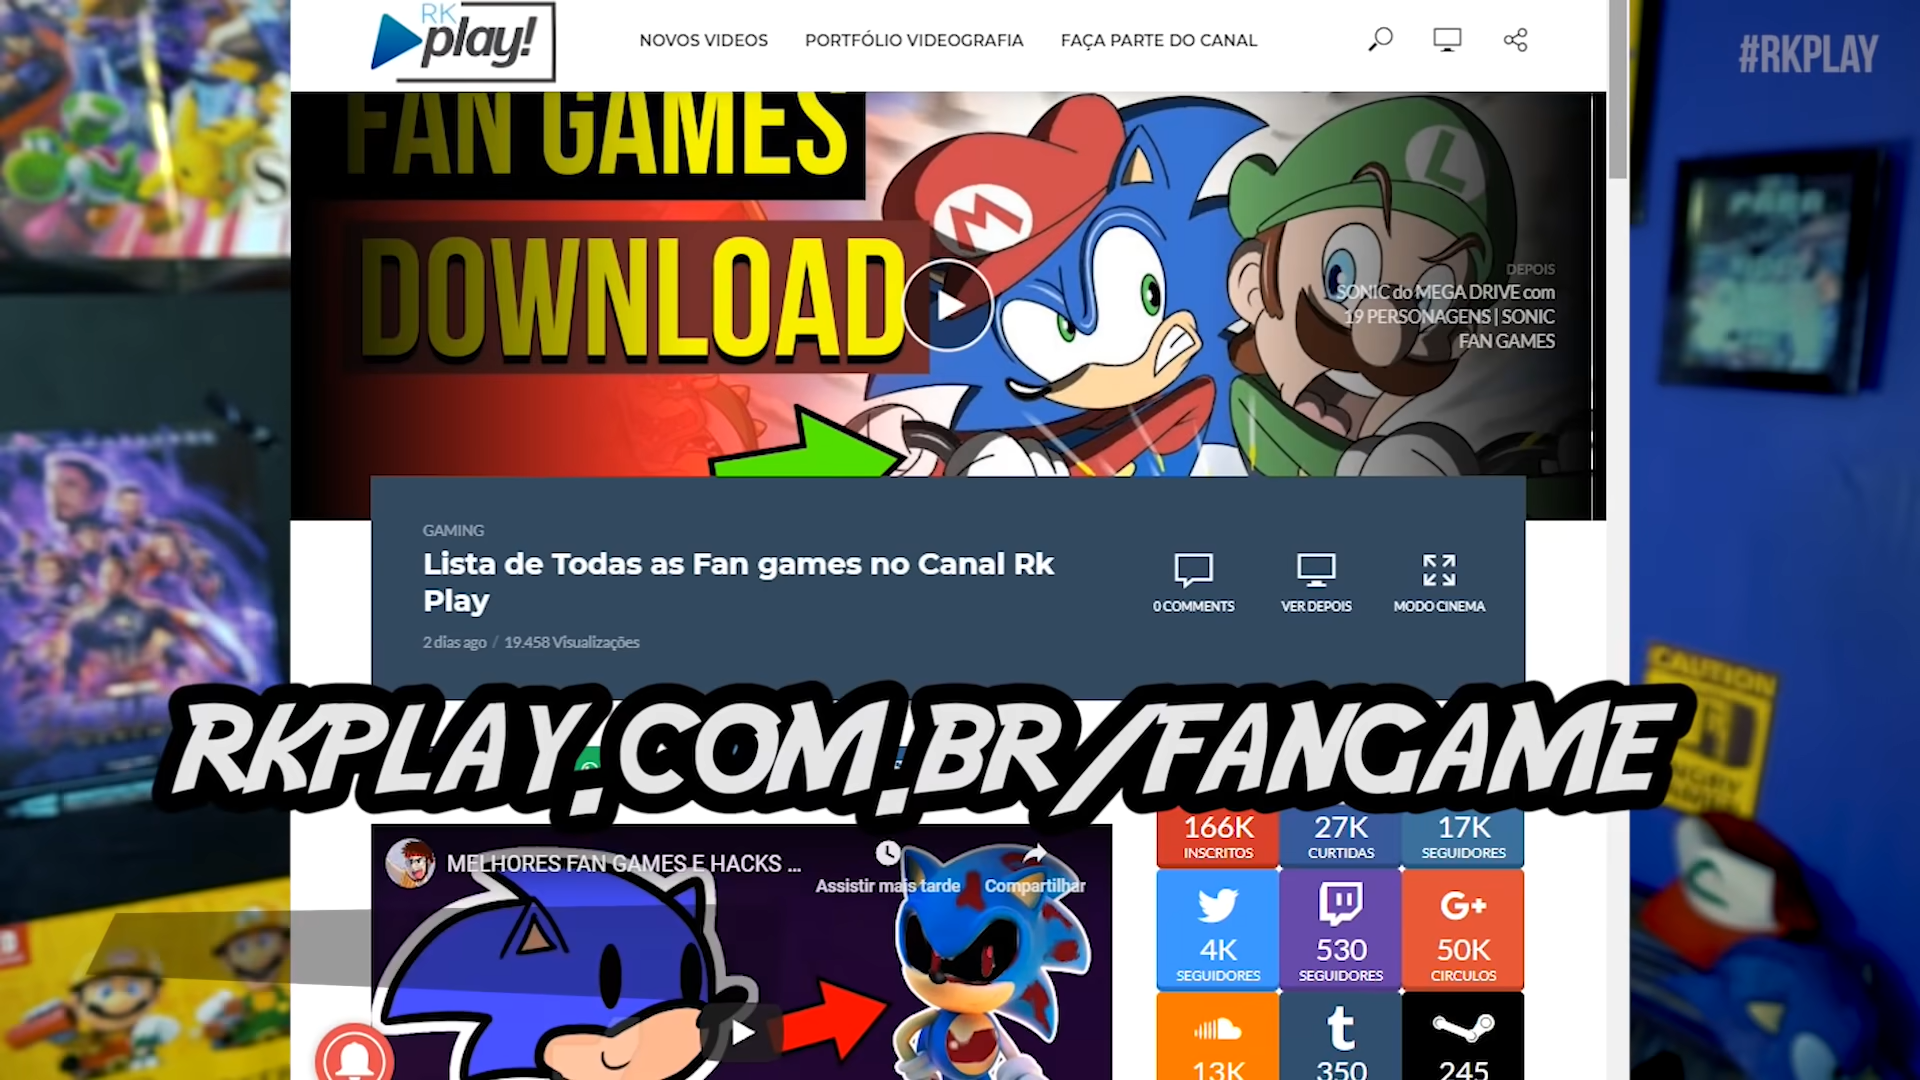 RK
play!
NOVOS VIDEOS
PORTFÓLIO VIDEOGRAFIA
FAÇA PARTE DO CANAL
#RKPLAY
FAN GAMES
DOWNLOAD
M
L
DEPOIS
SONIC do MEGA DRIVE com
19 PERSONAGENS | SONIC
FAN GAMES
GAMING
Lista de Todas as Fan games no Canal Rk
Play
2 dias ago / 19.458 Visualizações
0 COMMENTS
VER DEPOIS
MODO CINEMA
CAUTION
RKPLAY.COM.BR/FANGAME
MELHORES FAN GAMES E HACKS ...
Assistir mais tarde
Compartilhar
166K
INSCRITOS
27K
CURTIDAS
17K
SEGUIDORES
4K
SEGUIDORES
530
SEGUIDORES
G+
50K
CIRCULOS
13K
350
245